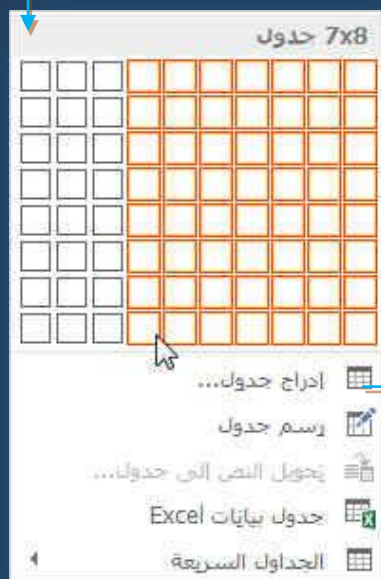 7x8 جدول
إدراج جدول...
رسم جدول
تحويل النص إلى جدول...
جدول بيانات Excel
الجداول السريعة